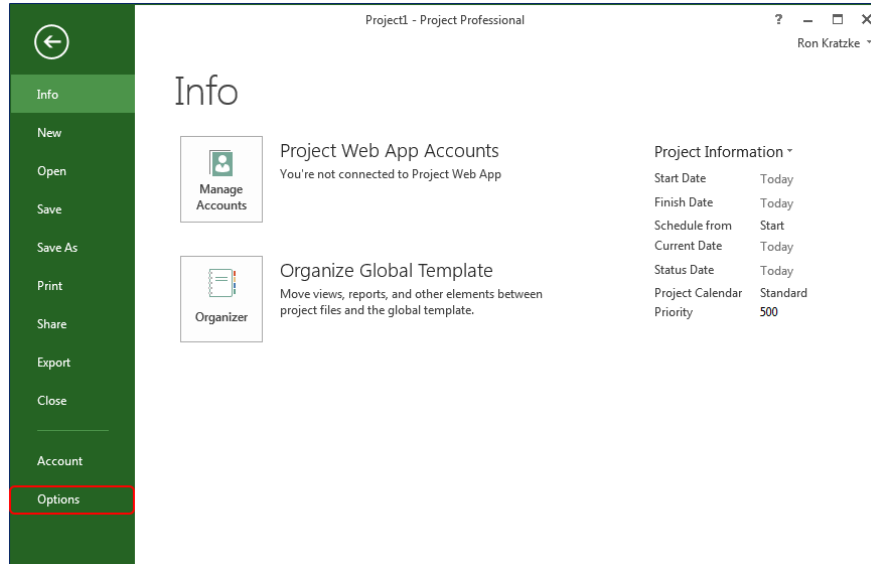 Project1 - Project Professional
?
Ron Kratzke
Info
New
Open
Save
Save As
Print
Share
Export
Close
Account
Options
Info
Manage
Accounts
Project Web App Accounts
You're not connected to Project Web App
Organizer
Organize Global Template
Move views, reports, and other elements between
project files and the global template.
Project Information
Start Date Today
Finish Date Today
Schedule from Start
Current Date Today
Status Date Today
Project Calendar Standard
Priority 500